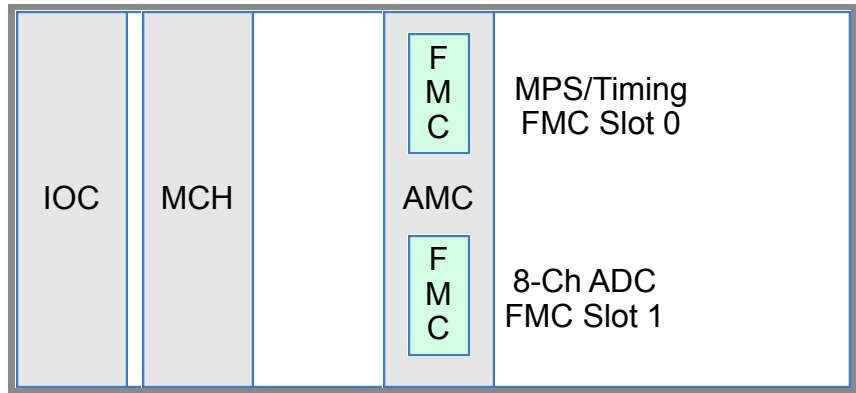 IOC
MCH
F
M
C
AMC
F
M
C
MPS/Timing
FMC Slot 0
8-Ch ADC
FMC Slot 1